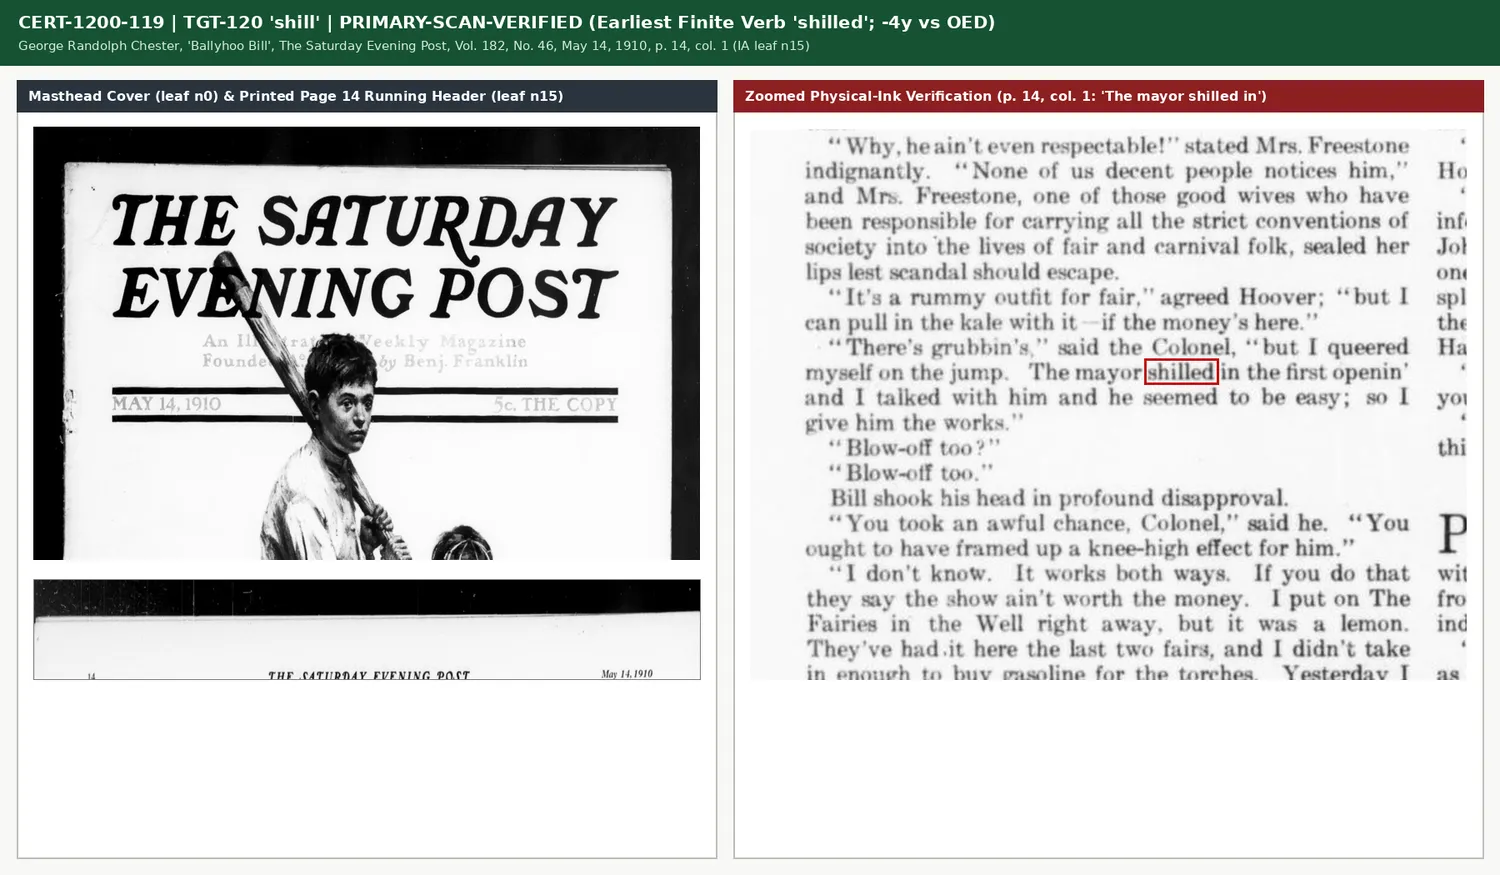 CERT-1200-119 | TGT-120 'shill' | PRIMARY-SCAN-VERIFIED (Earliest Finite Verb 'shilled'; -4y vs OED)
George Randolph Chester, 'Ballyhoo Bill', The Saturday Evening Post, Vol. 182, No. 46, May 14, 1910, p. 14, col. 1 (IA leaf n15)
Masthead Cover (leaf n0) & Printed Page 14 Running Header (leaf n15)
THE SATURDAY
EVENING POST
An Weekly Magazine
by Benj. Franklin
MAY 14, 1910 5c. THE COPY
14 THE SATURDAY EVENING POST May 14, 1910
Zoomed Physical-Ink Verification (p. 14, col. 1: 'The mayor shilled in')
"Why, he ain't even respectable!" stated Mrs. Freestone
indignantly. "None of us decent people notices him,"
and Mrs. Freestone, one of those good wives who have
been responsible for carrying all the strict conventions of
society into the lives of fair and carnival folk, sealed her
lips lest scandal should escape.
"It's a rummy outfit for fair," agreed Hoover; "but I
can pull in the kale with it—if the money's here."
"There's grubbin's," said the Colonel, "but I queered
myself on the jump. The mayor shilled in the first openin'
and I talked with him and he seemed to be easy; so I
give him the works."
"Blow-off too?"
"Blow-off too."
Bill shook his head in profound disapproval.
"You took an awful chance, Colonel," said he. "You
ought to have framed up a knee-high effect for him."
"I don't know. It works both ways. If you do that
they say the show ain't worth the money. I put on The
Fairies in the Well right away, but it was a lemon.
They've had it here the last two fairs, and I didn't take
in enough to buy gasoline for the torches. Yesterday I